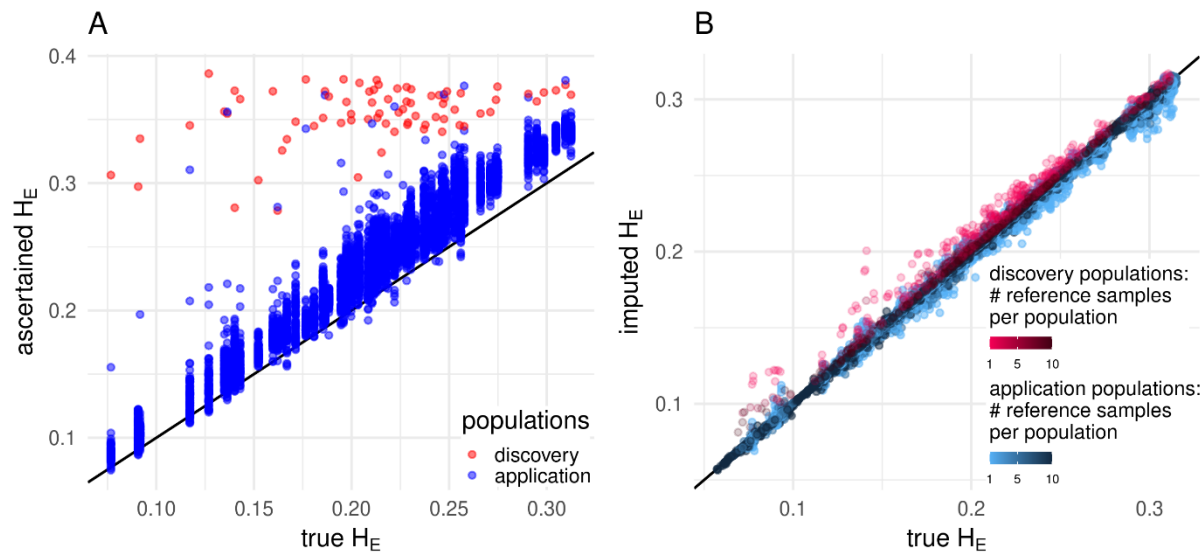 A
ascertained H_E
0.4
0.3
0.2
0.1
populations
discovery
application
0.10
0.15
0.20
0.25
0.30
true H_E
B
imputed H_E
0.3
0.2
0.1
discovery populations:
# reference samples
per population
1 5 10
application populations:
# reference samples
per population
1 5 10
0.1
0.2
0.3
true H_E